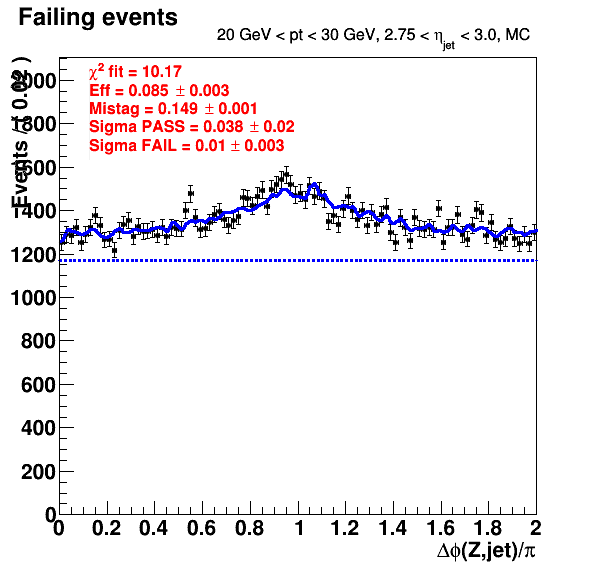 Failing events
20 GeV < pt < 30 GeV, 2.75 < η_jet < 3.0, MC
χ² fit = 10.17
Eff = 0.085 ± 0.003
Mistag = 0.149 ± 0.001
Sigma PASS = 0.038 ± 0.02
Sigma FAIL = 0.01 ± 0.003
Events / ( 0.02 )
2000
1800
1600
1400
1200
1000
800
600
400
200
0
0 0.2 0.4 0.6 0.8 1 1.2 1.4 1.6 1.8 2
Δϕ(Z,jet)/π